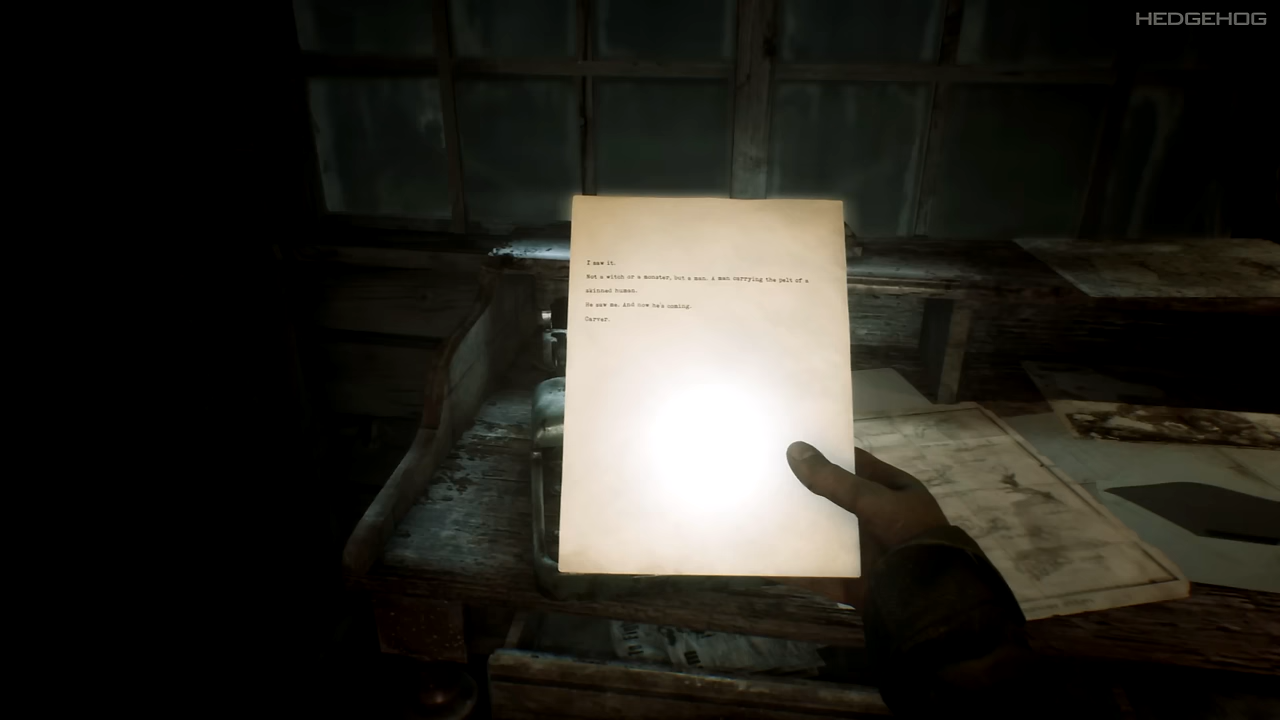 HEDGEHOG
I saw it.
Not a witch or a monster, but a man. A man carrying the pelt of a
skinned human.
He saw me. And now he's coming.
Carver.